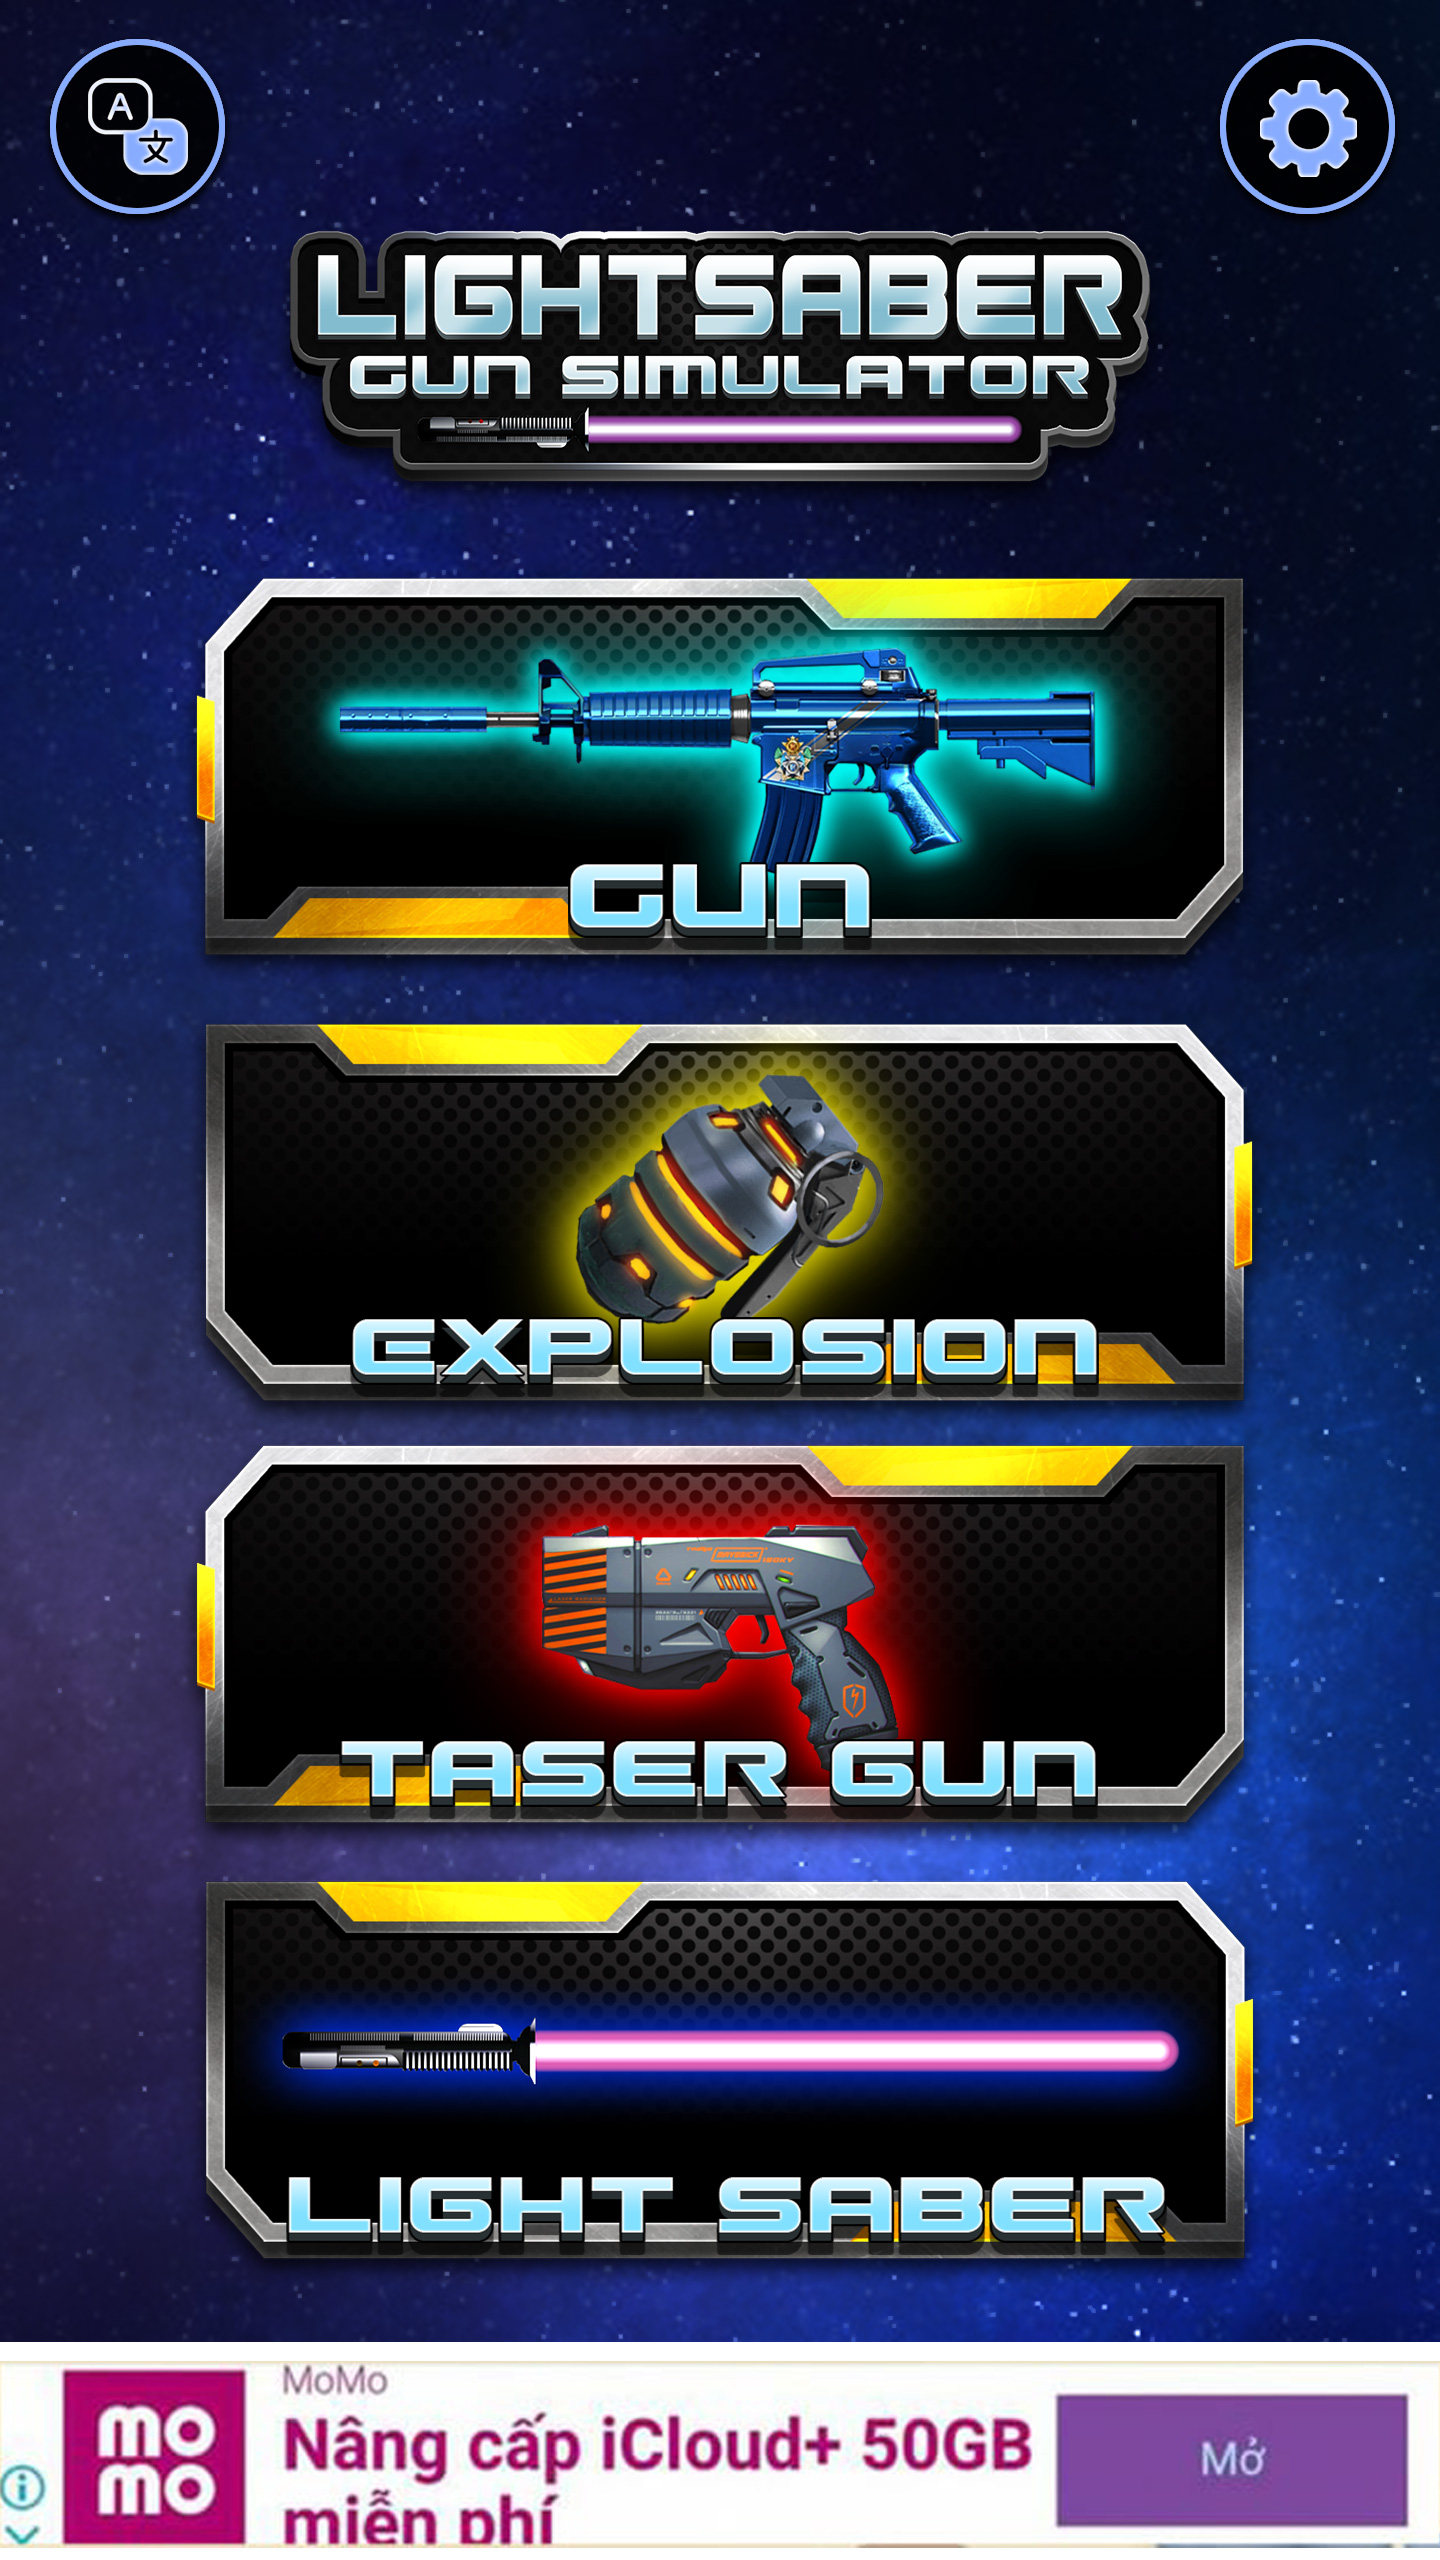 A
文
LIGHTSABER
GUN SIMULATOR
GUN
EXPLOSION
TASER GUN
LIGHT SABER
MoMo
mo
mo
Nâng cấp iCloud+ 50GB
miễn phí
Mở